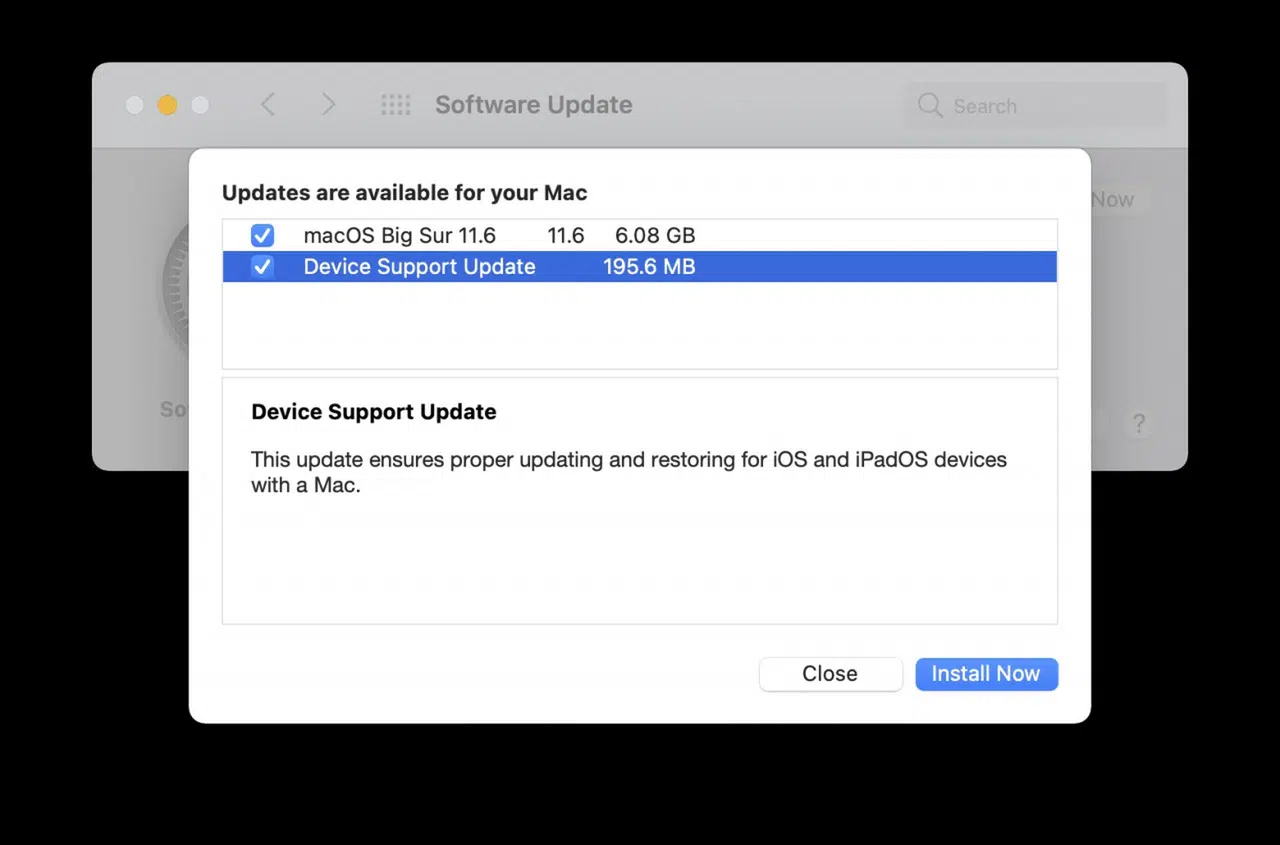 Software Update
Search
Now
Updates are available for your Mac
macOS Big Sur 11.6 11.6 6.08 GB
Device Support Update 195.6 MB
So
Device Support Update
?
This update ensures proper updating and restoring for iOS and iPadOS devices
with a Mac.
Close Install Now